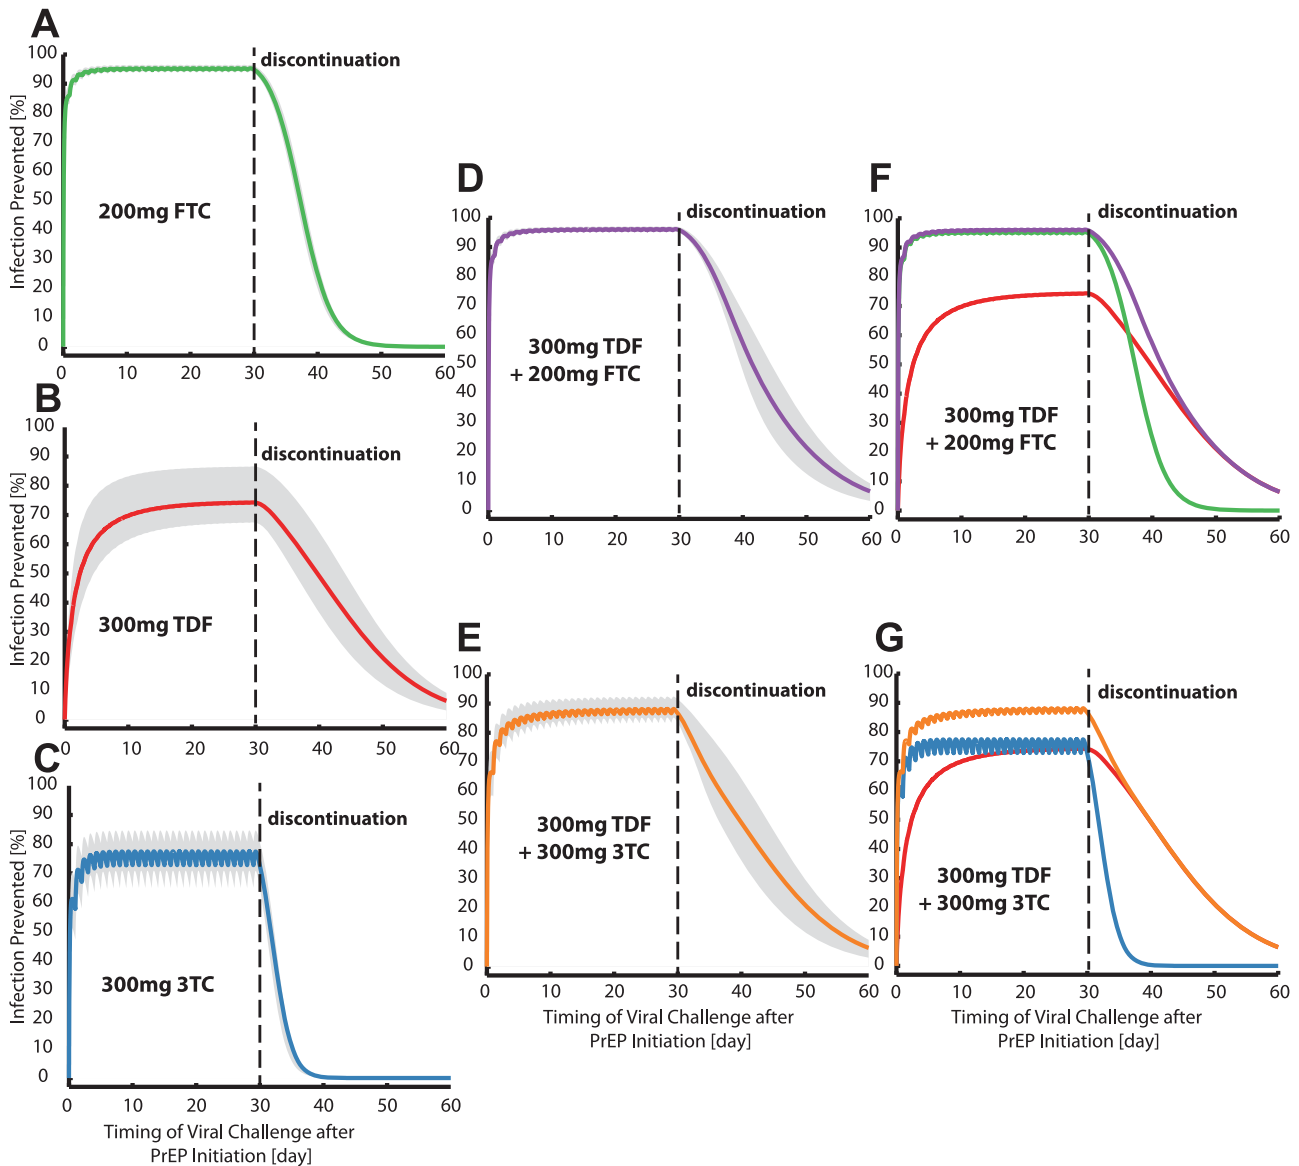 A
discontinuation
Infection Prevented [%]
100
90
80
70
60
50
40
30
20
10
0
200mg FTC
0 10 20 30 40 50 60
B
discontinuation
Infection Prevented [%]
100
90
80
70
60
50
40
30
20
10
0
300mg TDF
0 10 20 30 40 50 60
C
discontinuation
Infection Prevented [%]
100
90
80
70
60
50
40
30
20
10
0
300mg 3TC
0 10 20 30 40 50 60
Timing of Viral Challenge after
PrEP Initiation [day]
D
discontinuation
100
90
80
70
60
50
40
30
20
10
0
300mg TDF
+ 200mg FTC
0 10 20 30 40 50 60
E
discontinuation
100
90
80
70
60
50
40
30
20
10
0
300mg TDF
+ 300mg 3TC
0 10 20 30 40 50 60
Timing of Viral Challenge after
PrEP Initiation [day]
F
discontinuation
100
90
80
70
60
50
40
30
20
10
0
300mg TDF
+ 200mg FTC
0 10 20 30 40 50 60
G
discontinuation
100
90
80
70
60
50
40
30
20
10
0
300mg TDF
+ 300mg 3TC
0 10 20 30 40 50 60
Timing of Viral Challenge after
PrEP Initiation [day]